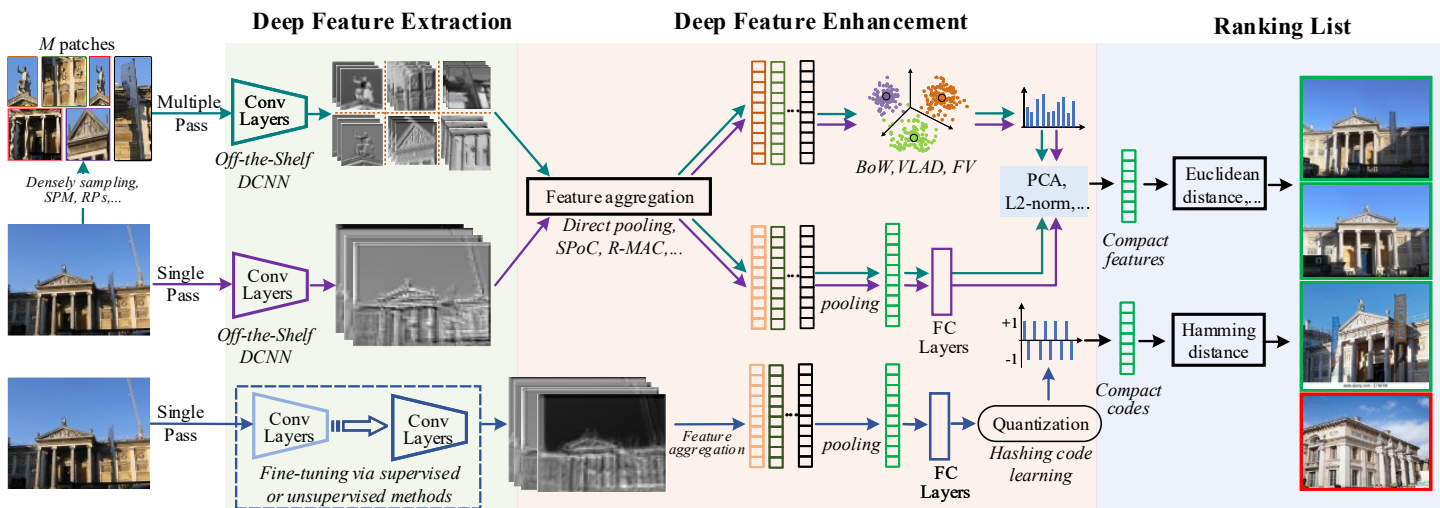 Deep Feature Extraction
Deep Feature Enhancement
Ranking List
M patches
Multiple
Pass
Conv
Layers
Off-the-Shelf
DCNN
Densely sampling,
SPM, RPs,...
Single
Pass
Conv
Layers
Off-the-Shelf
DCNN
Feature aggregation
Direct pooling,
SPoC, R-MAC,...
BoW,VLAD, FV
pooling
FC
Layers
PCA,
L2-norm,...
Compact
features
Euclidean
distance,...
Single
Pass
Conv
Layers
Conv
Layers
Fine-tuning via supervised
or unsupervised methods
Feature
aggregation
pooling
FC
Layers
Quantization
Hashing code
learning
+1
-1
Compact
codes
Hamming
distance